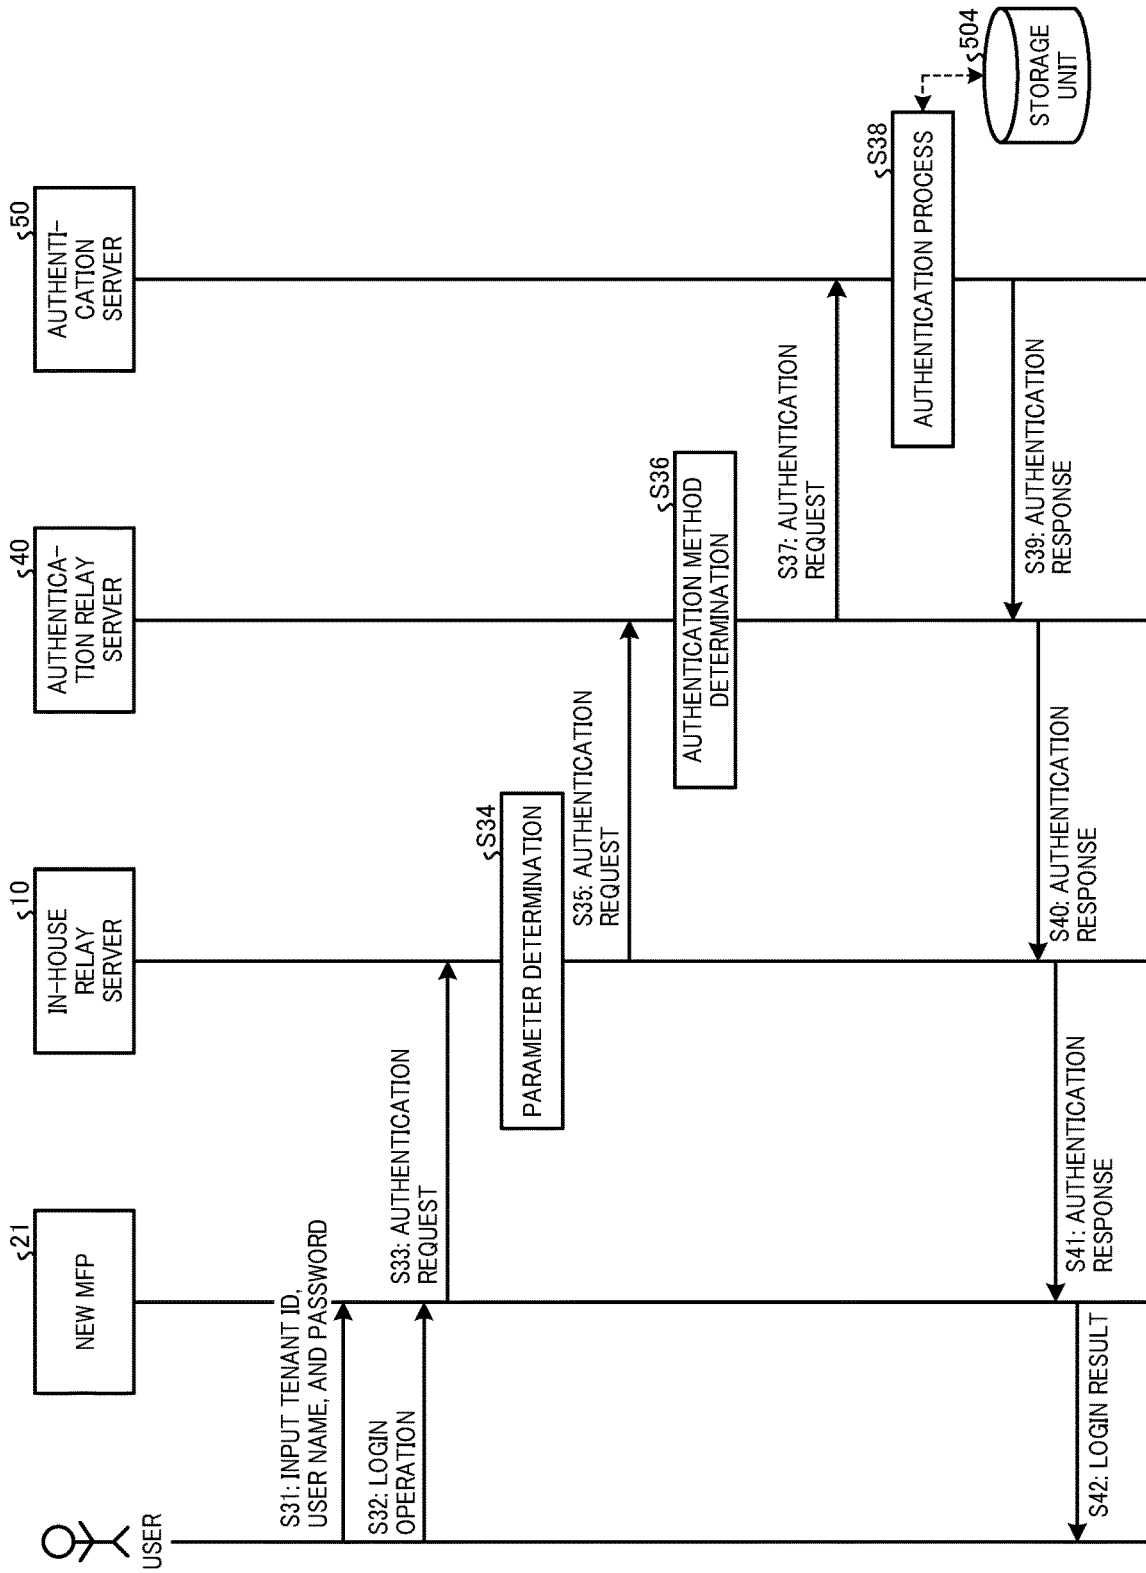 USER
NEW MFP
21
IN-HOUSE
RELAY
SERVER
10
AUTHENTICA-
TION RELAY
SERVER
40
AUTHENTI-
CATION
SERVER
50
S31: INPUT TENANT ID,
USER NAME, AND PASSWORD
S32: LOGIN
OPERATION
S33: AUTHENTICATION
REQUEST
S34
PARAMETER DETERMINATION
S35: AUTHENTICATION
REQUEST
S36
AUTHENTICATION METHOD
DETERMINATION
S37: AUTHENTICATION
REQUEST
S38
AUTHENTICATION PROCESS
504
STORAGE
UNIT
S39: AUTHENTICATION
RESPONSE
S40: AUTHENTICATION
RESPONSE
S41: AUTHENTICATION
RESPONSE
S42: LOGIN RESULT